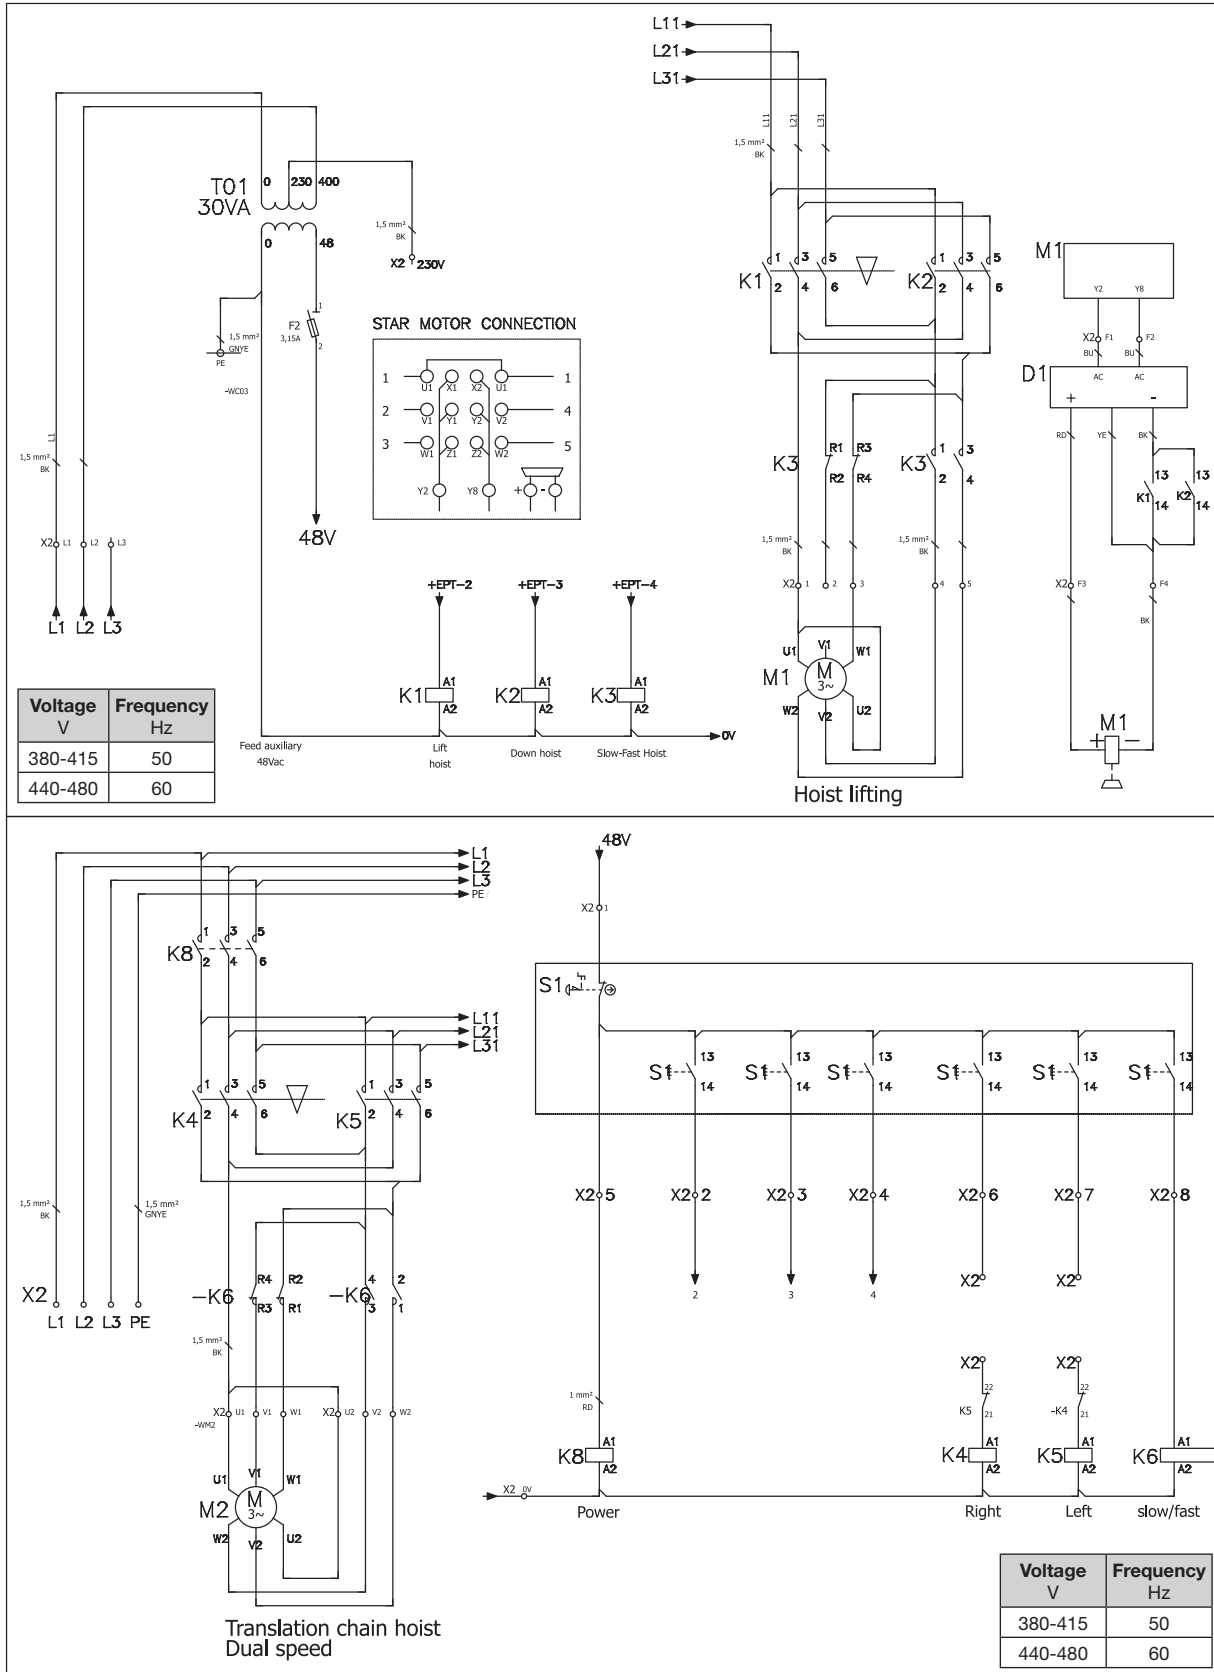 L11
L21
L31
L11
L21
L31
1,5 mm²
BK
TO1
30VA
0
230
400
0
48
1,5 mm²
BK
X2
230V
K1
1
3
5
2
4
6
K2
1
3
5
2
4
6
M1
Y2
Y8
X2
F1
F2
BU
BU
D1
AC
AC
+
-
RD
YE
BK
13
K1
14
13
K2
14
X2
F3
F4
BK
M1
+
-
1
F2
3,15A
2
1,5 mm²
GNYE
PE
-WC03
L1
1,5 mm²
BK
48V
X2
L1
L2
L3
L1
L2
L3
STAR MOTOR CONNECTION
1
U1
X1
X2
U1
1
2
V1
Y1
Y2
V2
4
3
W1
Z1
Z2
W2
5
Y2
Y8
+
-
K3
R1
R3
R2
R4
K3
1
3
2
4
1,5 mm²
BK
1,5 mm²
BK
X2
1
2
3
4
5
U1
V1
W1
M1
M
3~
W2
V2
U2
Hoist lifting
+EPT-2
+EPT-3
+EPT-4
K1
A1
A2
K2
A1
A2
K3
A1
A2
0V
Feed auxiliary
48Vac
Lift
hoist
Down hoist
Slow-Fast Hoist
Voltage
V
Frequency
Hz
380-415
50
440-480
60
L1
L2
L3
PE
K8
1
3
5
2
4
6
L11
L21
L31
K4
1
3
5
2
4
6
K5
1
3
5
2
4
6
1,5 mm²
BK
1,5 mm²
GNYE
X2
L1
L2
L3
PE
-K6
R4
R2
R3
R1
-K6
4
2
3
1
1,5 mm²
BK
X2
U1
V1
W1
X2
U2
V2
W2
-WM2
U1
V1
W1
M2
M
3~
W2
V2
U2
Translation chain hoist
Dual speed
48V
X2
1
S1
S1
13
14
S1
13
14
S1
13
14
S1
13
14
S1
13
14
S1
13
14
X2
5
X2
2
X2
3
X2
4
X2
6
X2
7
X2
8
2
3
4
X2
X2
X2
X2
1 mm²
RD
K5
22
21
-K4
22
21
K8
A1
A2
K4
A1
A2
K5
A1
A2
K6
A1
A2
X2
0V
Power
Right
Left
slow/fast
Voltage
V
Frequency
Hz
380-415
50
440-480
60